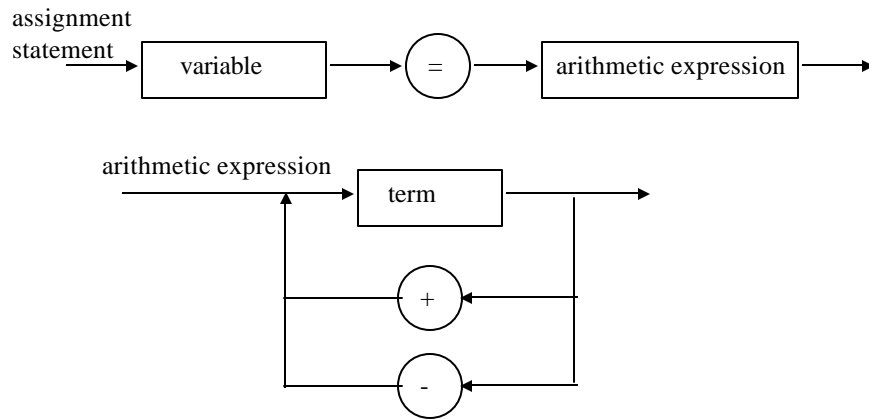 assignment
statement
variable
=
arithmetic expression
arithmetic expression
term
+
-